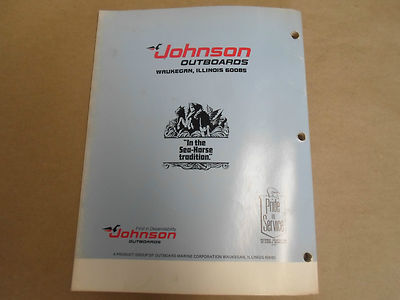 Johnson
OUTBOARDS
WAUKEGAN, ILLINOIS 60085
"In the
Sea-Horse
tradition."
Pride
in
Service
First in Dependability
Johnson
OUTBOARDS
A PRODUCT GROUP OF OUTBOARD MARINE CORPORATION WAUKEGAN, ILLINOIS 60085